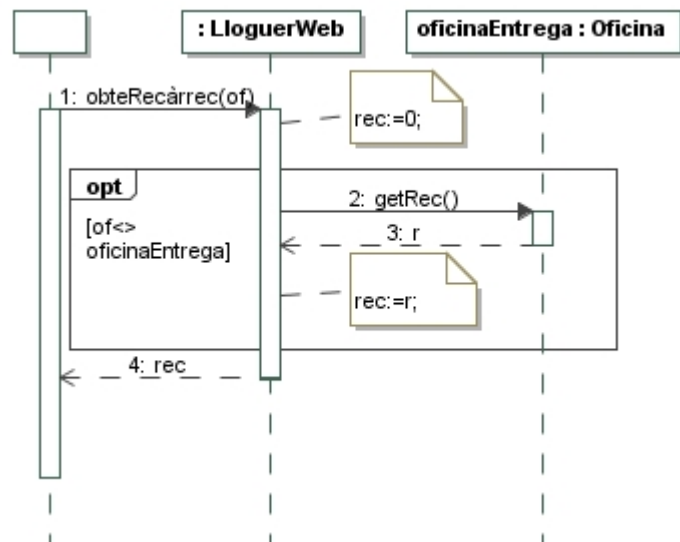 : LloguerWeb
oficinaEntrega : Oficina
1: obteRecàrrec(of)
rec:=0;
opt
[of<>
oficinaEntrega]
2: getRec()
3: r
rec:=r;
4: rec